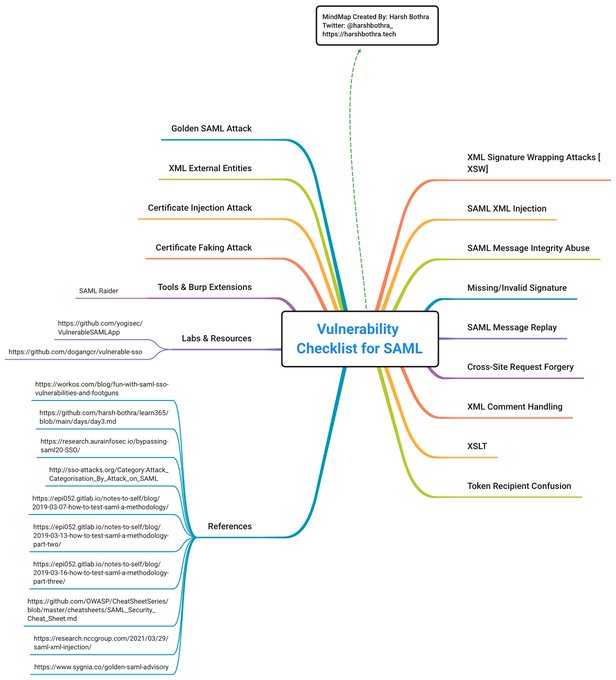 MindMap Created By: Harsh Bothra
Twitter: @harshbothra_
https://harshbothra.tech
Golden SAML Attack
XML External Entities
Certificate Injection Attack
Certificate Faking Attack
Tools & Burp Extensions
SAML Raider
Labs & Resources
https://github.com/yogisec/
VulnerableSAMLApp
https://github.com/dogangcr/vulnerable-sso
References
https://workos.com/blog/fun-with-saml-sso-
vulnerabilities-and-footguns
https://github.com/harsh-bothra/learn365/
blob/main/days/day3.md
https://research.aurainfosec.io/bypassing-
saml20-SSO/
http://sso-attacks.org/Category:Attack_
Categorisation_By_Attack_on_SAML
https://epi052.gitlab.io/notes-to-self/blog/
2019-03-07-how-to-test-saml-a-methodology/
https://epi052.gitlab.io/notes-to-self/blog/
2019-03-13-how-to-test-saml-a-methodology-
part-two/
https://epi052.gitlab.io/notes-to-self/blog/
2019-03-16-how-to-test-saml-a-methodology-
part-three/
https://github.com/OWASP/CheatSheetSeries/
blob/master/cheatsheets/SAML_Security_
Cheat_Sheet.md
https://research.nccgroup.com/2021/03/29/
saml-xml-injection/
https://www.sygnia.co/golden-saml-advisory
Vulnerability
Checklist for SAML
XML Signature Wrapping Attacks [
XSW]
SAML XML Injection
SAML Message Integrity Abuse
Missing/Invalid Signature
SAML Message Replay
Cross-Site Request Forgery
XML Comment Handling
XSLT
Token Recipient Confusion